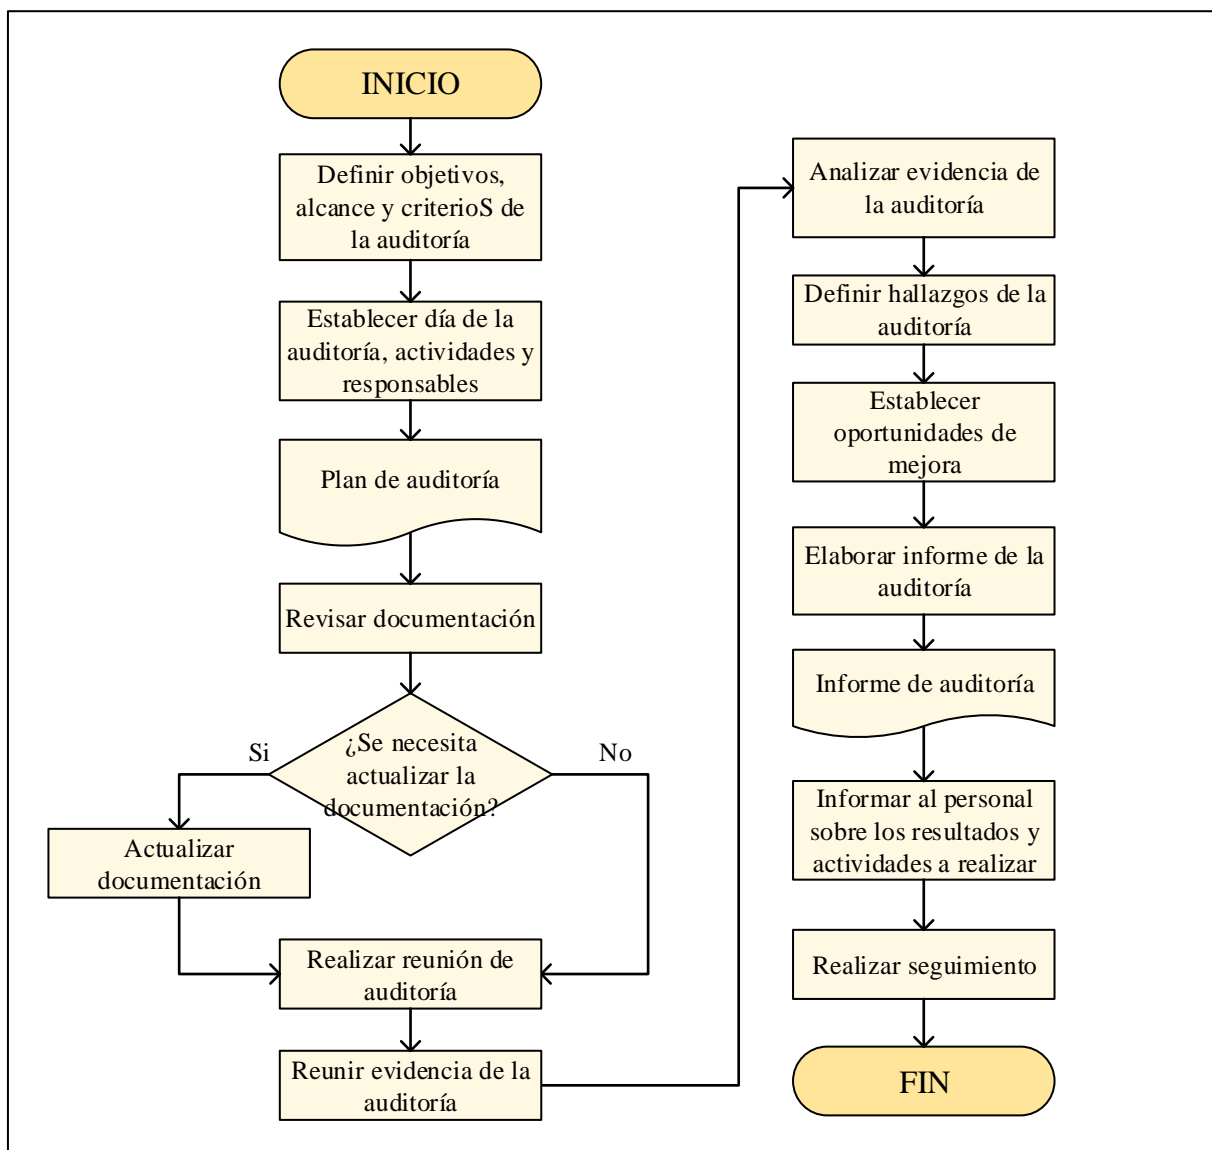 INICIO
Definir objetivos,
alcance y criterioS de
la auditoría
Establecer día de la
auditoría, actividades y
responsables
Plan de auditoría
Revisar documentación
¿Se necesita
actualizar la
documentación?
Si
No
Actualizar
documentación
Realizar reunión de
auditoría
Reunir evidencia de la
auditoría
Analizar evidencia de
la auditoría
Definir hallazgos de la
auditoría
Establecer
oportunidades de
mejora
Elaborar informe de la
auditoría
Informe de auditoría
Informar al personal
sobre los resultados y
actividades a realizar
Realizar seguimiento
FIN